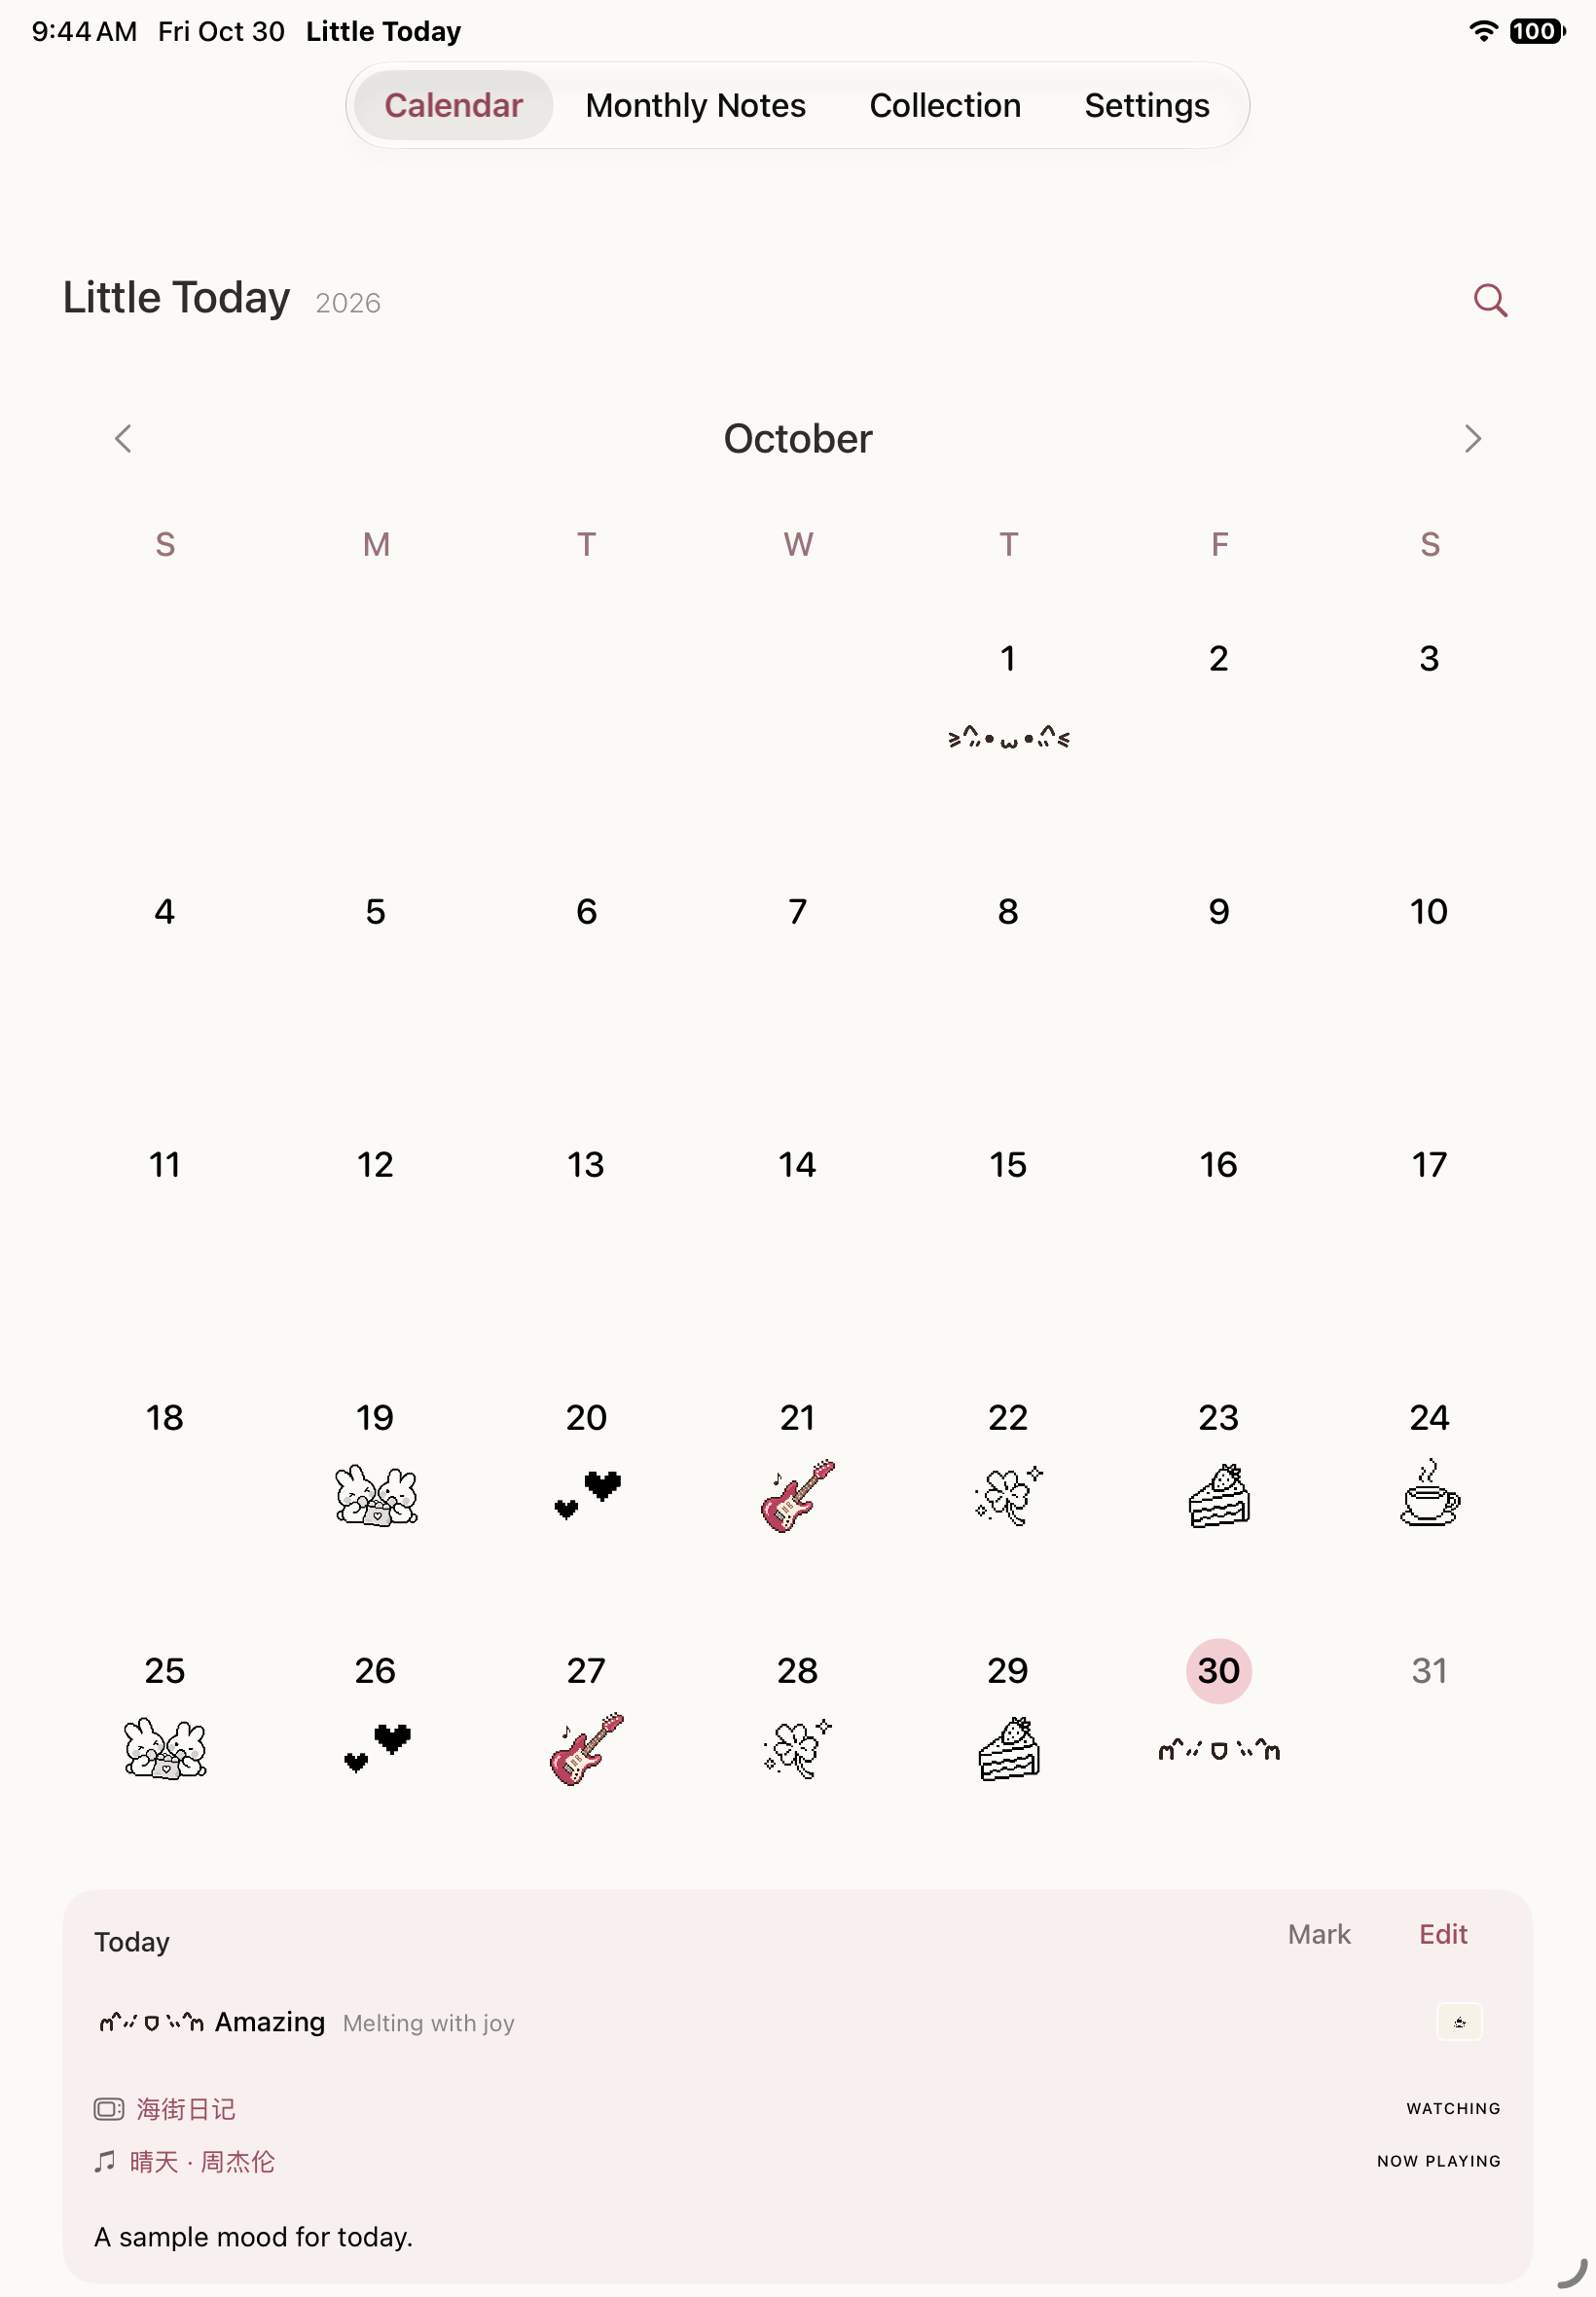 9:44 AM Fri Oct 30 Little Today 100
Calendar Monthly Notes Collection Settings
Little Today 2026
October
S M T W T F S
1 2 3
4 5 6 7 8 9 10
11 12 13 14 15 16 17
18 19 20 21 22 23 24
25 26 27 28 29 30 31
Today Mark Edit
Amazing Melting with joy
海街日记 WATCHING
晴天 · 周杰伦 NOW PLAYING
A sample mood for today.